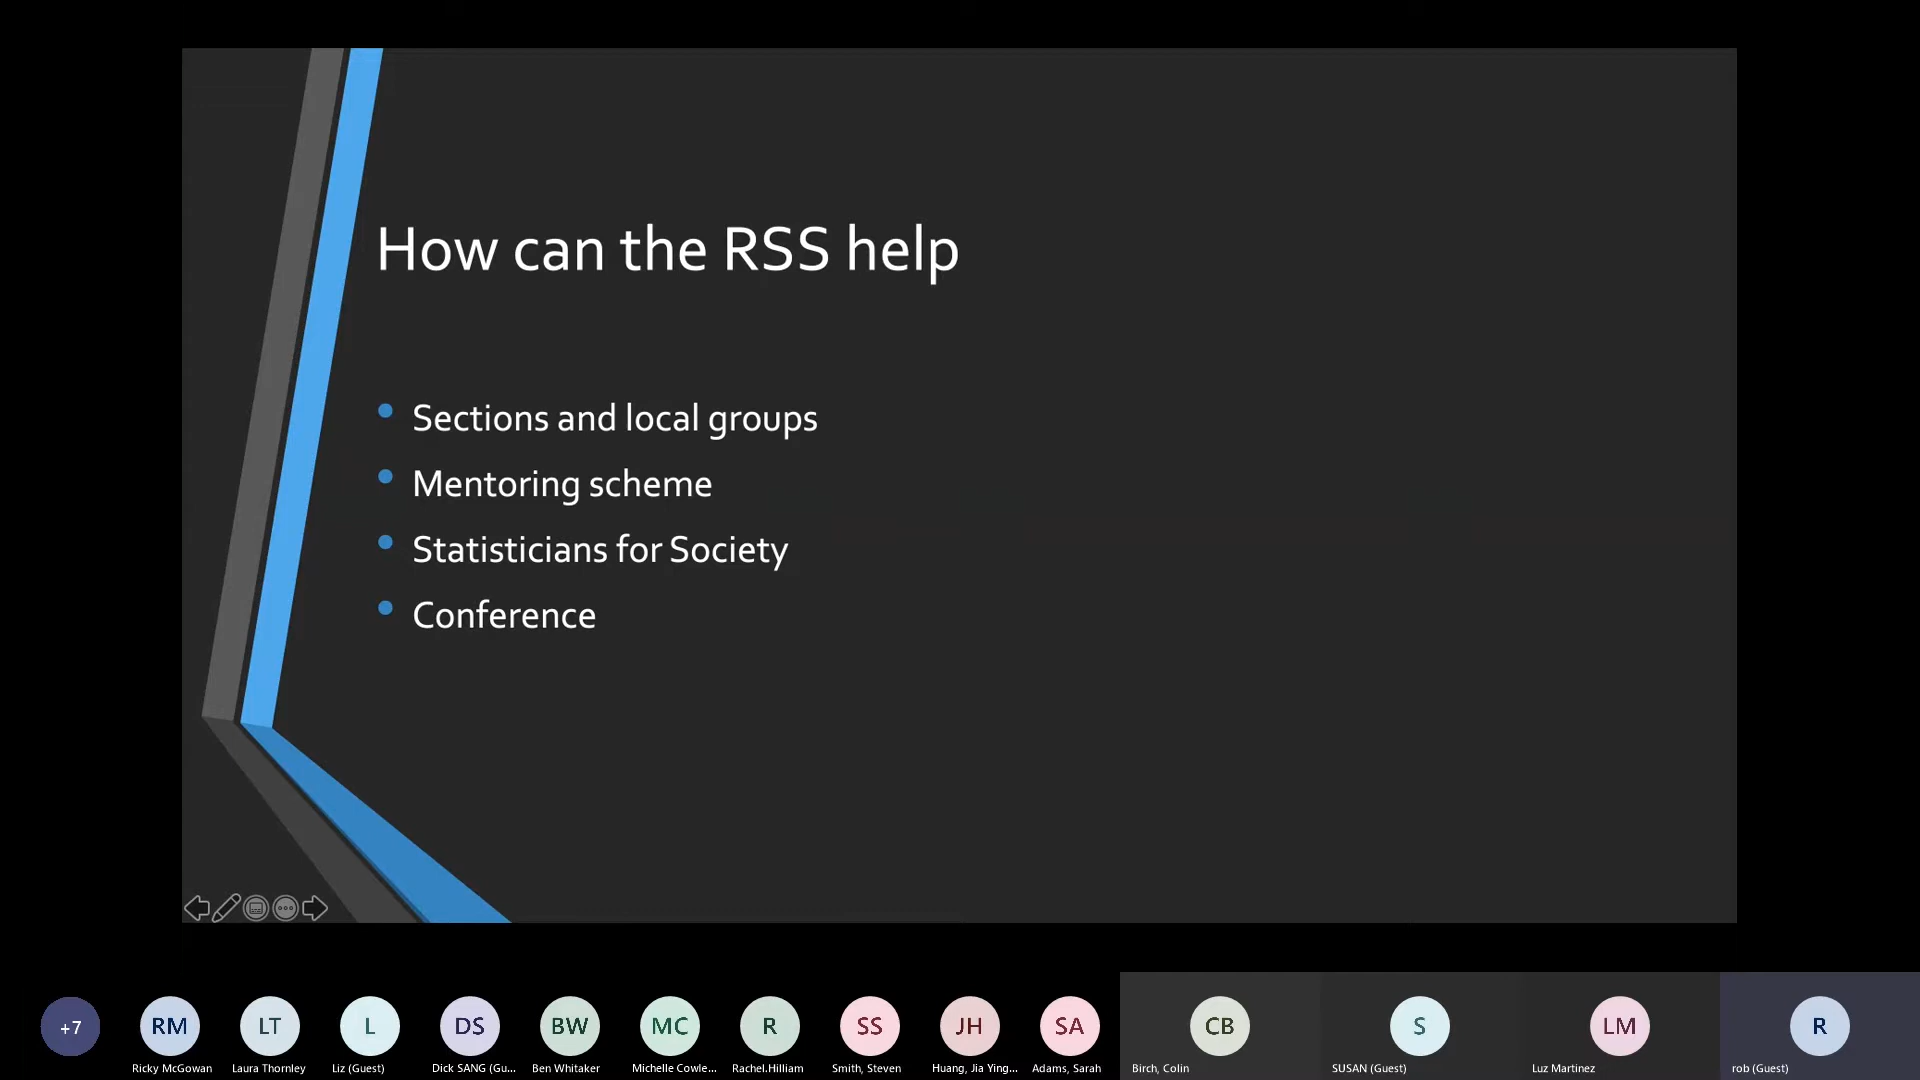 How can the RSS help
Sections and local groups
Mentoring scheme
Statisticians for Society
Conference
+7
RM
LT
L
DS
BW
MC
R
SS
JH
SA
CB
S
LM
R
Ricky McGowan
Laura Thornley
Liz (Guest)
Dick SANG (Gu...
Ben Whitaker
Michelle Cowle...
Rachel.Hilliam
Smith, Steven
Huang, Jia Ying...
Adams, Sarah
Birch, Colin
SUSAN (Guest)
Luz Martinez
rob (Guest)